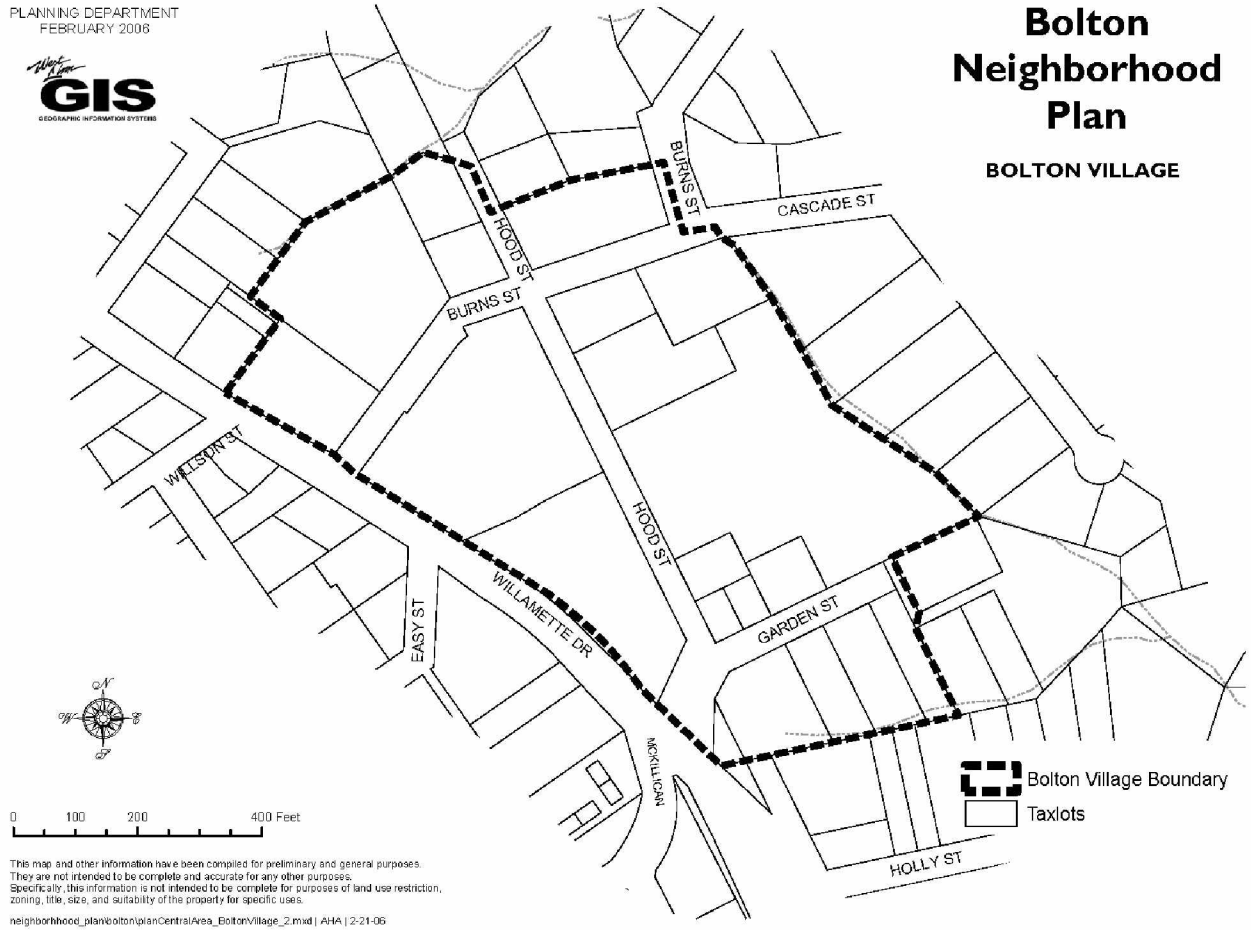 PLANNING DEPARTMENT
FEBRUARY 2006
West Linn
GIS
GEOGRAPHIC INFORMATION SYSTEMS
Bolton
Neighborhood
Plan
BOLTON VILLAGE
BURNS ST
CASCADE ST
HOOD ST
BURNS ST
WILLSON ST
HOOD ST
WILLAMETTE DR
GARDEN ST
EASY ST
MCKILLICAN
HOLLY ST
N
W E
S
Bolton Village Boundary
Taxlots
0 100 200 400 Feet
This map and other information have been compiled for preliminary and general purposes.
They are not intended to be complete and accurate for any other purposes.
Specifically, this information is not intended to be complete for purposes of land use restriction,
zoning, title, size, and suitability of the property for specific uses.
neighborhhood_plan\bolton\planCentralArea_BoltonVillage_2.mxd | AHA | 2-21-06